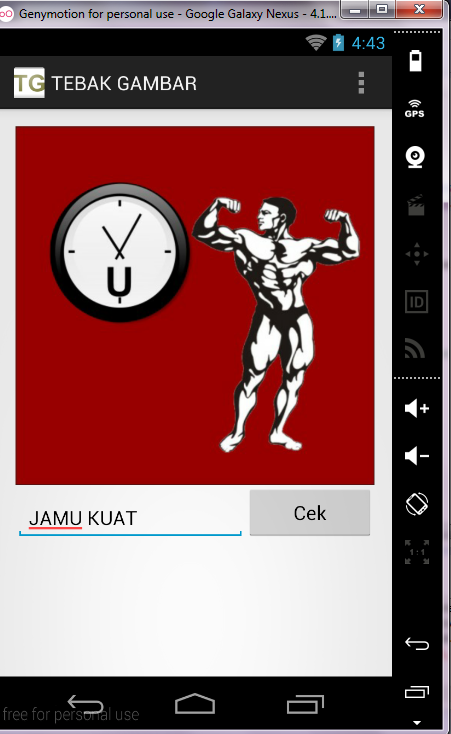 Genymotion for personal use - Google Galaxy Nexus - 4.1....
4:43
TG TEBAK GAMBAR
GPS
U
ID
JAMU KUAT
Cek
1:1
free for personal use